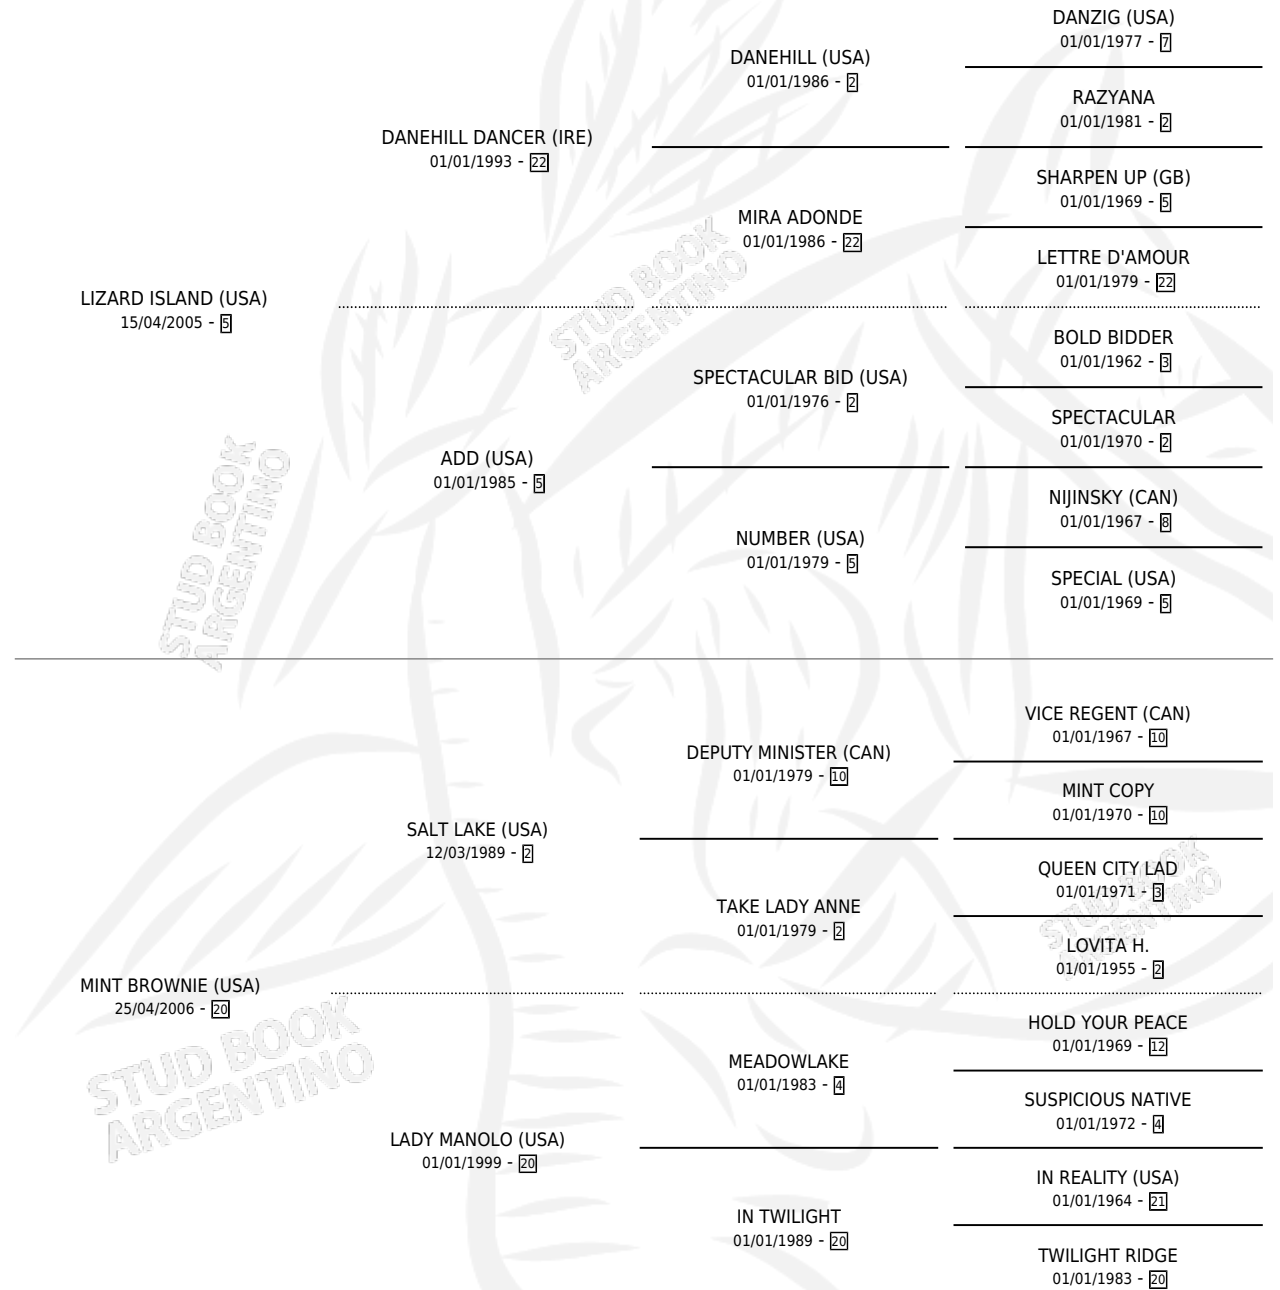 DANZIG (USA)
01/01/1977 - 7
DANEHILL (USA)
01/01/1986 - 2
RAZYANA
01/01/1981 - 2
DANEHILL DANCER (IRE)
01/01/1993 - 22
SHARPEN UP (GB)
01/01/1969 - 5
MIRA ADONDE
01/01/1986 - 22
LETTRE D'AMOUR
01/01/1979 - 22
LIZARD ISLAND (USA)
15/04/2005 - 5
STUD BOOK
ARGENTINO
BOLD BIDDER
01/01/1962 - 3
SPECTACULAR BID (USA)
01/01/1976 - 2
SPECTACULAR
01/01/1970 - 2
ADD (USA)
01/01/1985 - 5
NIJINSKY (CAN)
01/01/1967 - 8
NUMBER (USA)
01/01/1979 - 5
SPECIAL (USA)
01/01/1969 - 5
STUD BOOK
ARGENTINO
VICE REGENT (CAN)
01/01/1967 - 10
DEPUTY MINISTER (CAN)
01/01/1979 - 10
MINT COPY
01/01/1970 - 10
SALT LAKE (USA)
12/03/1989 - 2
QUEEN CITY LAD
01/01/1971 - 3
TAKE LADY ANNE
01/01/1979 - 2
STUD BOOK
ARGENTINO
LOVITA H.
01/01/1955 - 2
MINT BROWNIE (USA)
25/04/2006 - 20
STUD BOOK
ARGENTINO
HOLD YOUR PEACE
01/01/1969 - 12
MEADOWLAKE
01/01/1983 - 4
SUSPICIOUS NATIVE
01/01/1972 - 4
LADY MANOLO (USA)
01/01/1999 - 20
IN REALITY (USA)
01/01/1964 - 21
IN TWILIGHT
01/01/1989 - 20
TWILIGHT RIDGE
01/01/1983 - 20